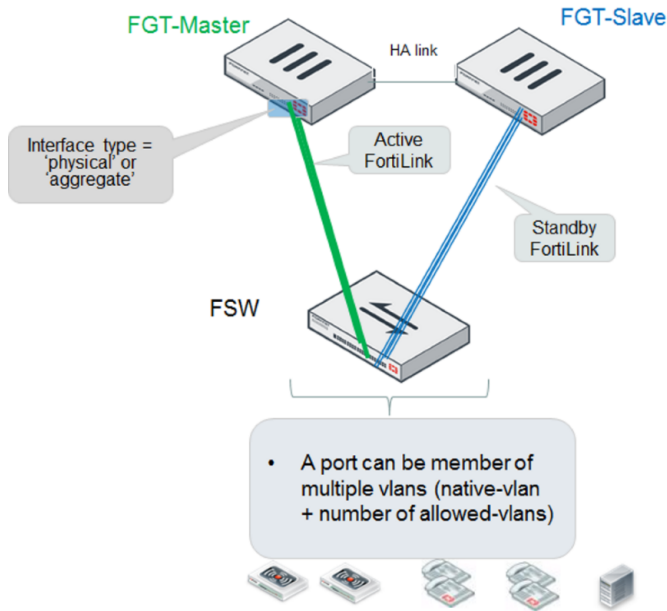 FGT-Master
FGT-Slave
HA link
Interface type =
'physical' or
'aggregate'
Active
FortiLink
Standby
FortiLink
FSW
• A port can be member of
multiple vlans (native-vlan
+ number of allowed-vlans)